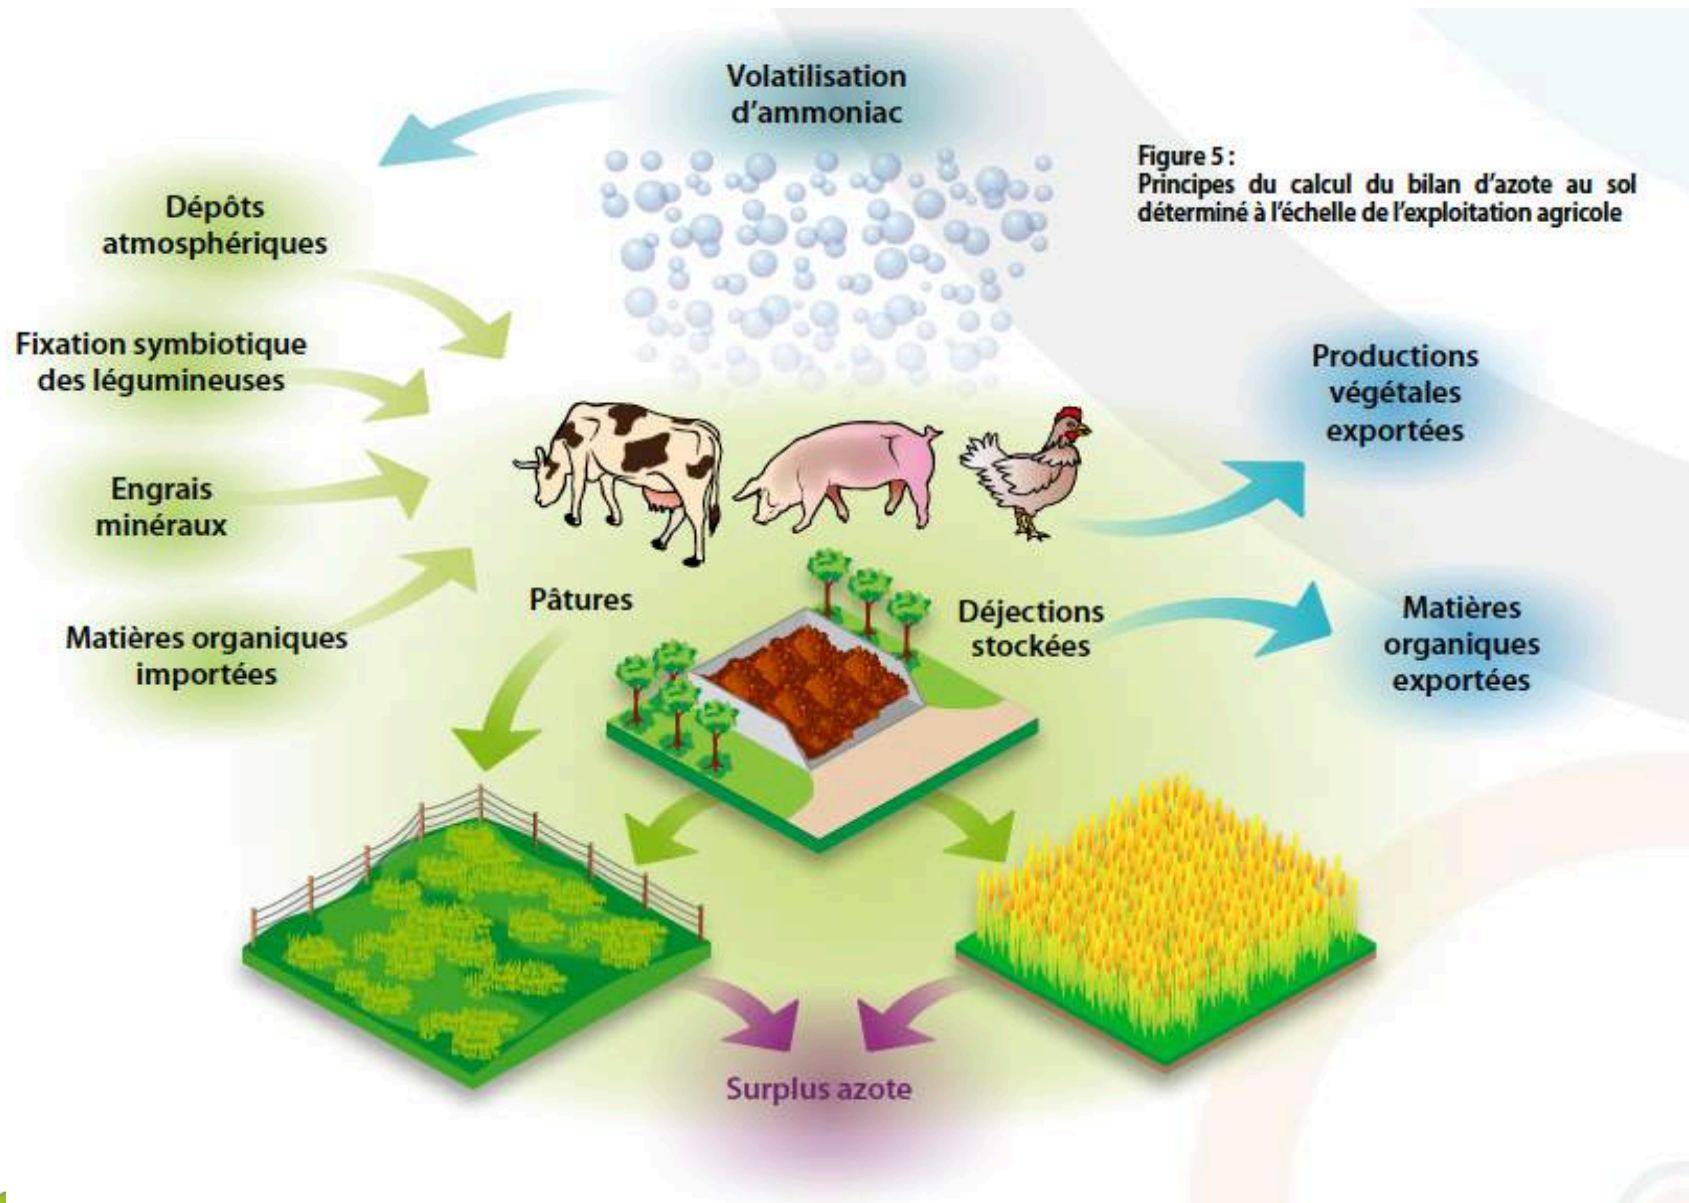 Volatilisation
d'ammoniac
Figure 5 :
Principes du calcul du bilan d'azote au sol
déterminé à l'échelle de l'exploitation agricole
Dépôts
atmosphériques
Fixation symbiotique
des légumineuses
Engrais
minéraux
Matières organiques
importées
Pâtures
Déjections
stockées
Productions
végétales
exportées
Matières
organiques
exportées
Surplus azote